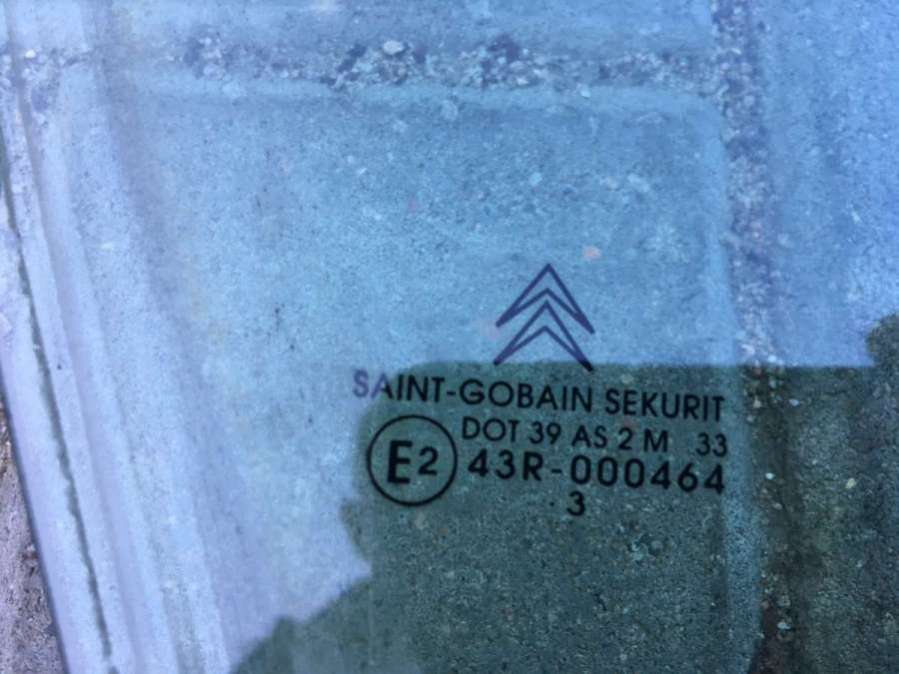 SAINT-GOBAIN SEKURIT
DOT 39 AS 2 M 33
E2 43R-000464
. 3